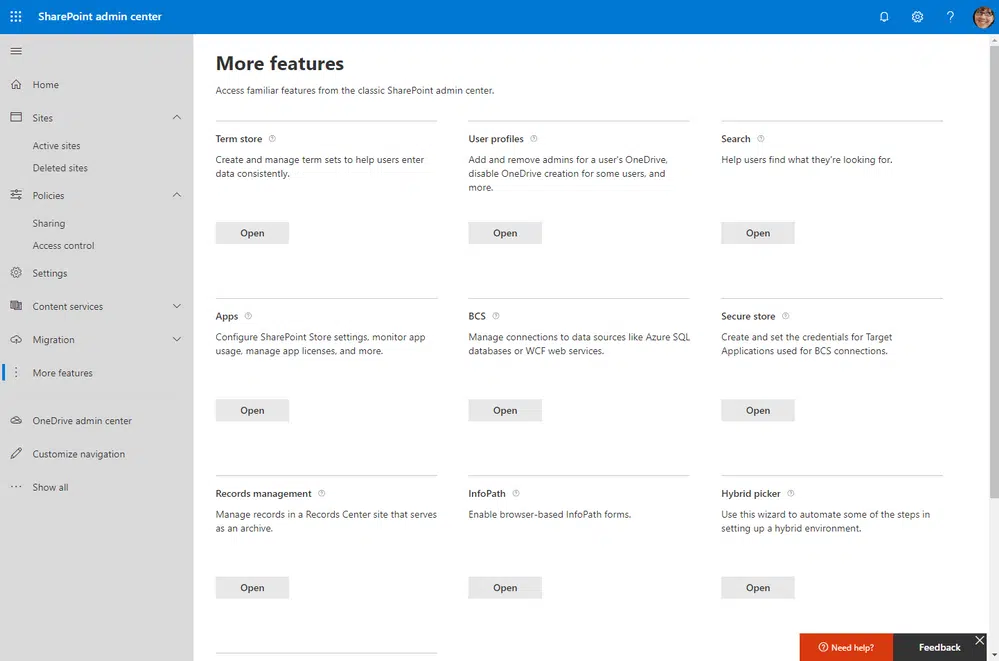 SharePoint admin center
Home
Sites
Active sites
Deleted sites
Policies
Sharing
Access control
Settings
Content services
Migration
More features
OneDrive admin center
Customize navigation
Show all
More features
Access familiar features from the classic SharePoint admin center.
Term store
Create and manage term sets to help users enter
data consistently.
Open
User profiles
Add and remove admins for a user's OneDrive,
disable OneDrive creation for some users, and
more.
Open
Search
Help users find what they're looking for.
Open
Apps
Configure SharePoint Store settings, monitor app
usage, manage app licenses, and more.
Open
BCS
Manage connections to data sources like Azure SQL
databases or WCF web services.
Open
Secure store
Create and set the credentials for Target
Applications used for BCS connections.
Open
Records management
Manage records in a Records Center site that serves
as an archive.
Open
InfoPath
Enable browser-based InfoPath forms.
Open
Hybrid picker
Use this wizard to automate some of the steps in
setting up a hybrid environment.
Open
Need help?
Feedback